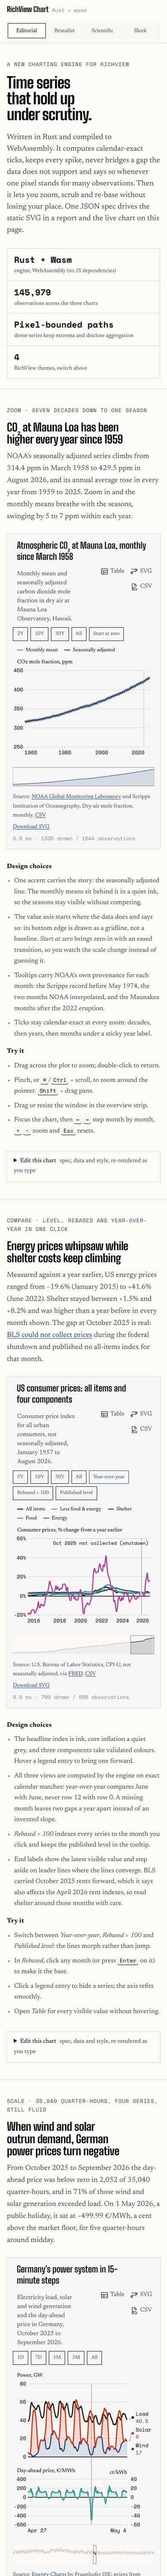 RichView Chart Rust → wasm
Editorial Brutalist Scientific Sleek
A NEW CHARTING ENGINE FOR RICHVIEW
Time series
that hold up
under scrutiny.
Written in Rust and compiled to
WebAssembly. It computes calendar-exact
ticks, keeps every spike, never bridges a gap the
data does not support and says so whenever
one pixel stands for many observations. Then
it lets you zoom, scrub and re-base without
losing your place. One JSON spec drives the
static SVG in a report and the live chart on this
page.
Rust + Wasm
engine, WebAssembly (no JS dependencies)
145,979
observations across the three charts
Pixel-bounded paths
dense series keep extrema and disclose aggregation
4
RichView themes, switch above
ZOOM · SEVEN DECADES DOWN TO ONE SEASON
CO2 at Mauna Loa has been
higher every year since 1959
NOAA's seasonally adjusted series climbs from
314.4 ppm in March 1958 to 429.5 ppm in
August 2026, and its annual average rose in every
year from 1959 to 2025. Zoom in and the
monthly means breathe with the seasons,
swinging by 5 to 7 ppm within each year.
Atmospheric CO2 at Mauna Loa, monthly
since March 1958
Monthly mean and
seasonally adjusted
carbon dioxide mole
fraction in dry air at
Mauna Loa
Observatory, Hawaii.
Table SVG
CSV
2Y 10Y 30Y All Start at zero
Monthly mean Seasonally adjusted
CO2 mole fraction, ppm
450
400
350
300
250
1960 1980 2000 2020
Source: NOAA Global Monitoring Laboratory and Scripps
Institution of Oceanography. Dry-air mole fraction,
monthly. CSV
Download SVG
Design choices
One accent carries the story: the seasonally adjusted
line. The monthly means sit behind it in a quiet ink,
so the seasons stay visible without competing.
The value axis starts where the data does and says
so: its bottom edge is drawn as a ruled line, not a
gridline. Start at zero brings zero in with an eased
transition, so you watch the scale change instead of
guessing it.
Tooltips carry NOAA's own provenance for each
month: the Scripps record before May 1974, the
two months NOAA interpolated, and the Maunakea
months after the 2022 eruption.
Ticks stay calendar-exact at every zoom: decades,
then years, then months under a sticky year label.
Try it
Drag across the plot to zoom; double-click to return.
Pinch, or ⌘ / Ctrl + scroll, to zoom around the
pointer. Shift + drag pans.
Drag or resize the window in the overview strip.
Focus the chart, then ← → step month by month,
+ − zoom and Esc resets.
▶ Edit this chart spec, data and style, re-rendered as
you type
COMPARE · LEVEL, REBASED AND YEAR-OVER-
YEAR IN ONE CLICK
Energy prices whipsaw while
shelter costs keep climbing
Measured against a year earlier, US energy prices
ranged from −19.6% (January 2015) to +41.6%
(June 2022). Shelter stayed between +1.5% and
+8.2% and was higher than a year before in every
month shown. The gap at October 2025 is real:
BLS could not collect prices during the federal
shutdown and published no all-items index for
that month.
US consumer prices: all items and
four components
Consumer price
index for all
urban
consumers, not
seasonally adjusted,
January 1957 to
August 2026.
Table SVG
CSV
5Y 10Y 30Y All Year-over-year
Rebased = 100 Published level
All items Less food & energy Shelter
Food Energy
Consumer prices, % change from a year earlier
Oct 2025 not collected (shutdown)
60%
40%
20%
0%
-20%
2016 2018 2020 2022 2024 2026
Source: U.S. Bureau of Labor Statistics, CPI-U, not
seasonally adjusted, via FRED. CSV
Download SVG
Design choices
The headline index is ink, core inflation a quiet
grey, and three components take validated colours.
Hover a legend entry to bring one forward.
All three views are computed by the engine on exact
calendar matches: year-over-year compares June
with June, never row 12 with row 0. A missing
month leaves two gaps a year apart instead of an
invented slope.
Rebased = 100 indexes every series to the month you
click and keeps the published level in the tooltip.
End labels show the latest visible value and step
aside on leader lines where the lines converge. BLS
carried October 2025 rents forward, which it says
also affects the April 2026 rent indexes, so read
shelter around those months with care.
Try it
Switch between Year-over-year, Rebased = 100 and
Published level: the lines morph rather than jump.
In Rebased, click any month (or press Enter on it)
to make it the base.
Click a legend entry to hide a series; the axis refits
smoothly.
Open Table for every visible value without hovering.
▶ Edit this chart spec, data and style, re-rendered as
you type
SCALE · 35,040 QUARTER-HOURS, FOUR SERIES,
STILL FLUID
When wind and solar
outrun demand, German
power prices turn negative
From October 2025 to September 2026 the day-
ahead price was below zero in 2,052 of 35,040
quarter-hours, and in 71% of those wind and
solar generation exceed load. On 1 May 2026, a
public holiday, it sat at −499.99 €/MWh, a cent
above the market floor, for five quarter-hours
around midday.
Germany's power system in 15-
minute steps
Electricity load, solar
and wind generation
and the day-ahead
price in Germany,
October 2025 to
September 2026.
Table SVG
CSV
1D 7D 1M 3M All
Power, GW
80
60
40
20
0
Load
40.5
Solar
0
Wind
17
Day-ahead price, €/MWh
ct/kWh
400
200
0
-200
-400
-600
40
20
0
-20
-40
-60
Apr 27 May 4
Source: Energy-Charts by Fraunhofer ISE; prices from